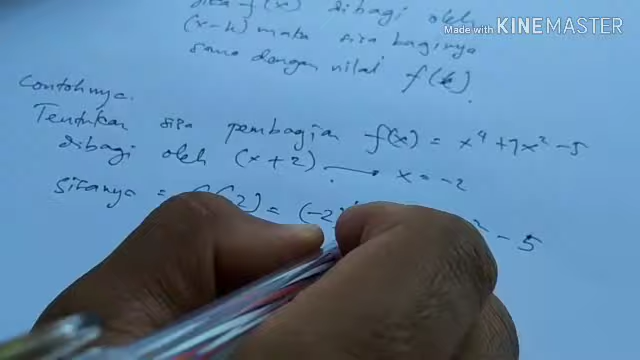 Made with KINEMASTER
Jika f(x) dibagi oleh
(x-k) maka sisa baginya
sama dengan nilai f(k).
Contohnya.
Tentukan sisa pembagian f(x) = x⁴ + 7x² - 5
dibagi oleh (x + 2) → x = -2
Sisanya = 2) = (-2) ² - 5